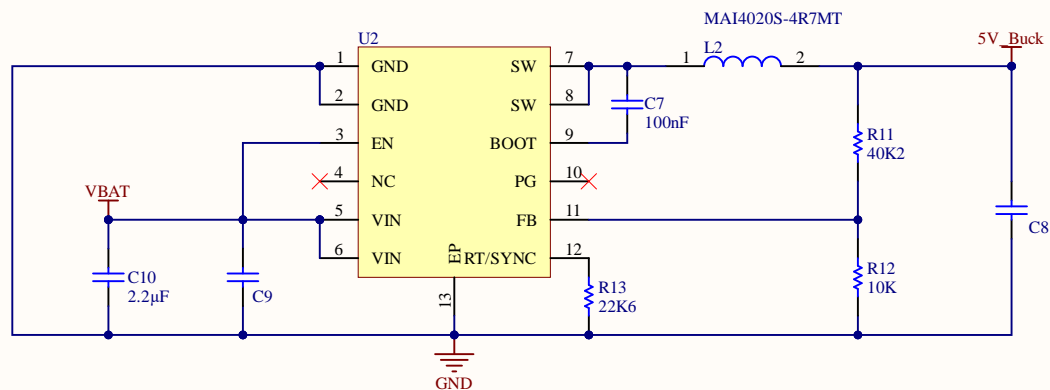 MAI4020S-4R7MT
5V_Buck
U2
L2
1 GND SW 7 1 2
2 GND SW 8
C7
100nF
3 EN BOOT 9
R11
40K2
4 NC PG 10
VBAT
5 VIN FB 11
C8
6 VIN EP RT/SYNC 12
C10
2.2µF
C9
13
R13
22K6
R12
10K
GND